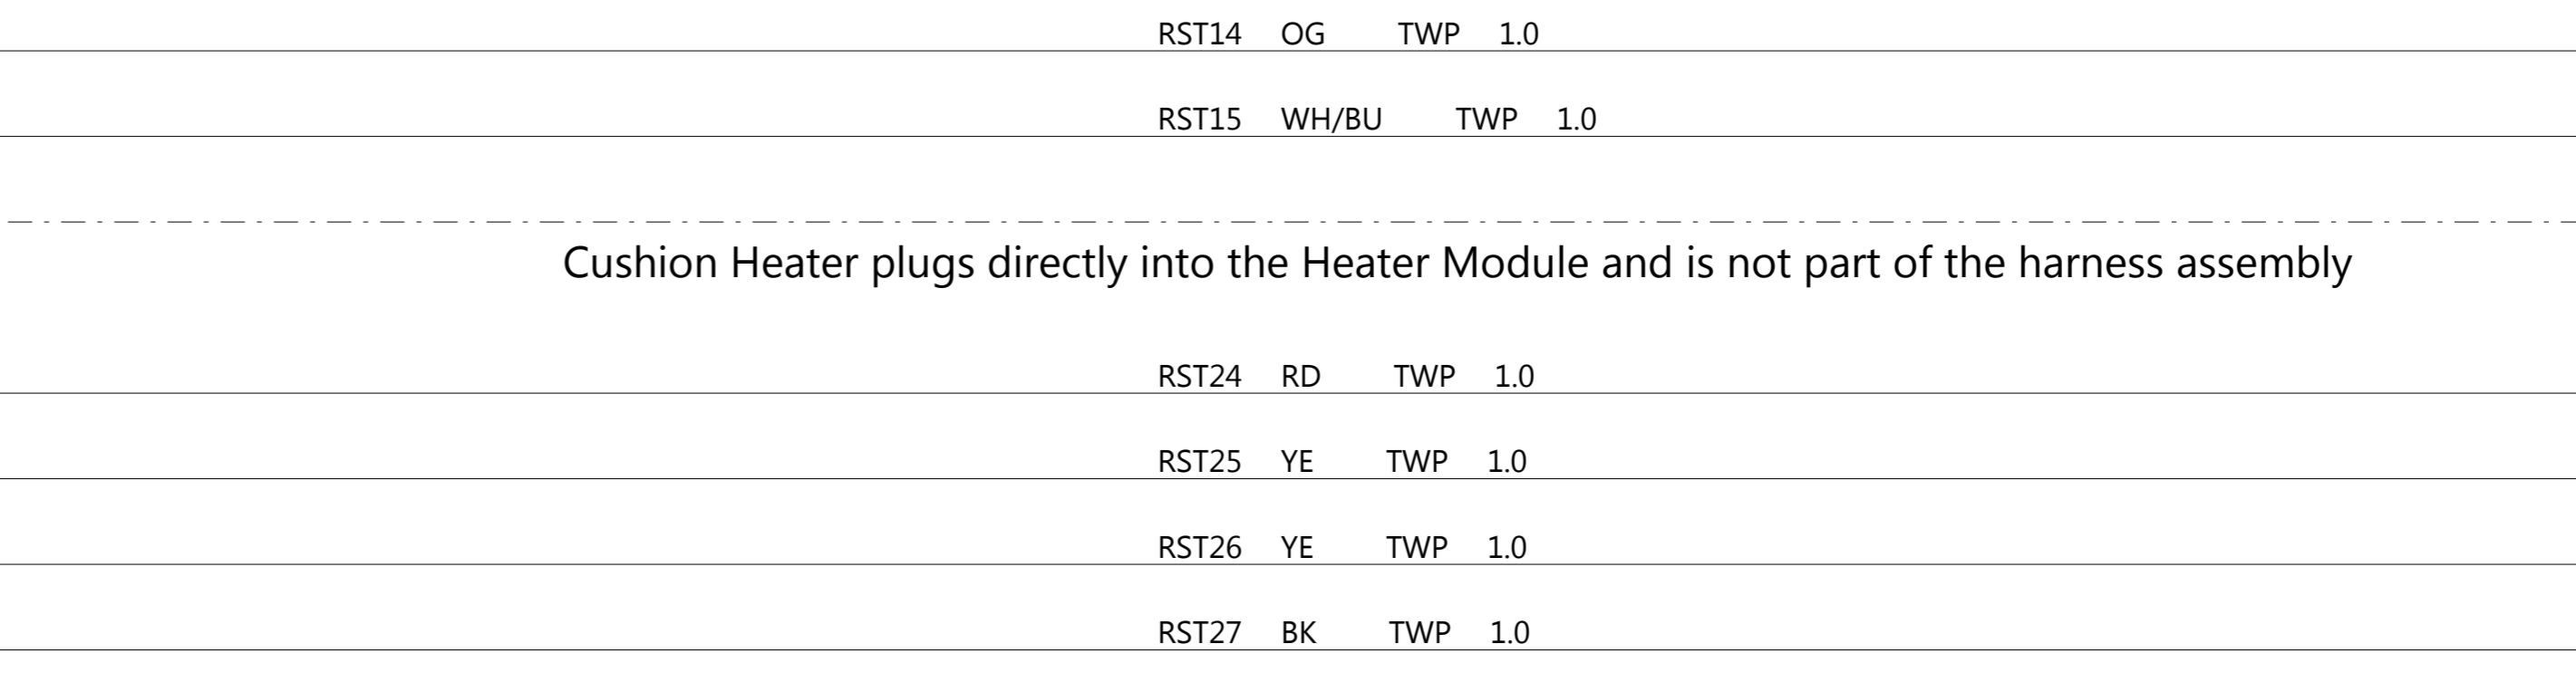 RST14 OG TWP 1.0
RST15 WH/BU TWP 1.0
Cushion Heater plugs directly into the Heater Module and is not part of the harness assembly
RST24 RD TWP 1.0
RST25 YE TWP 1.0
RST26 YE TWP 1.0
RST27 BK TWP 1.0